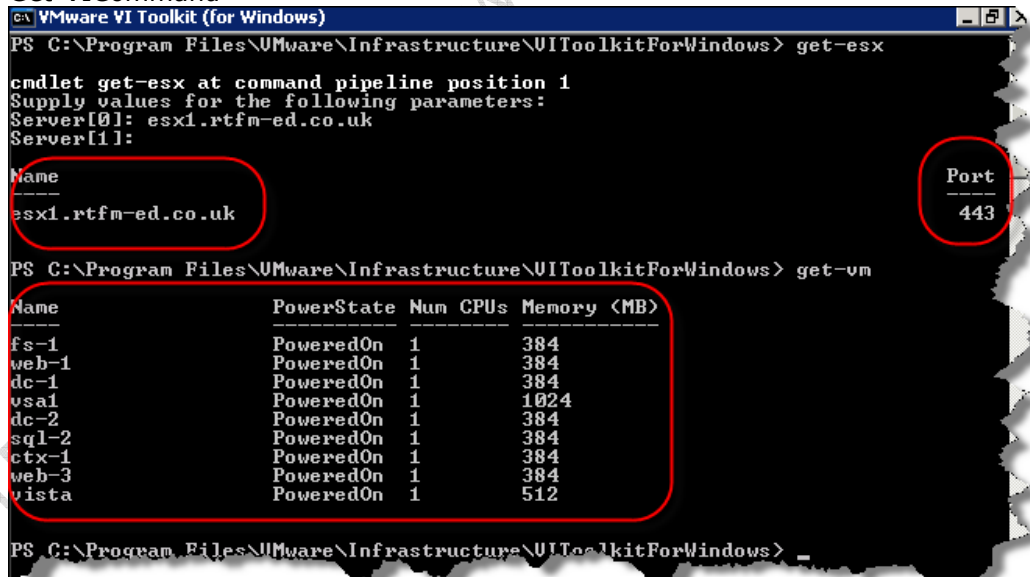 VMware VI Toolkit (for Windows)
PS C:\Program Files\VMware\Infrastructure\VIToolkitForWindows> get-esx
cmdlet get-esx at command pipeline position 1
Supply values for the following parameters:
Server[0]: esx1.rtfm-ed.co.uk
Server[1]:
Name Port
---- ----
esx1.rtfm-ed.co.uk 443
PS C:\Program Files\VMware\Infrastructure\VIToolkitForWindows> get-vm
Name PowerState Num CPUs Memory (MB)
---- ---------- -------- -----------
fs-1 PoweredOn 1 384
web-1 PoweredOn 1 384
dc-1 PoweredOn 1 384
vsa1 PoweredOn 1 1024
dc-2 PoweredOn 1 384
sql-2 PoweredOn 1 384
ctx-1 PoweredOn 1 384
web-3 PoweredOn 1 384
vista PoweredOn 1 512
PS C:\Program Files\VMware\Infrastructure\VIToolkitForWindows> _